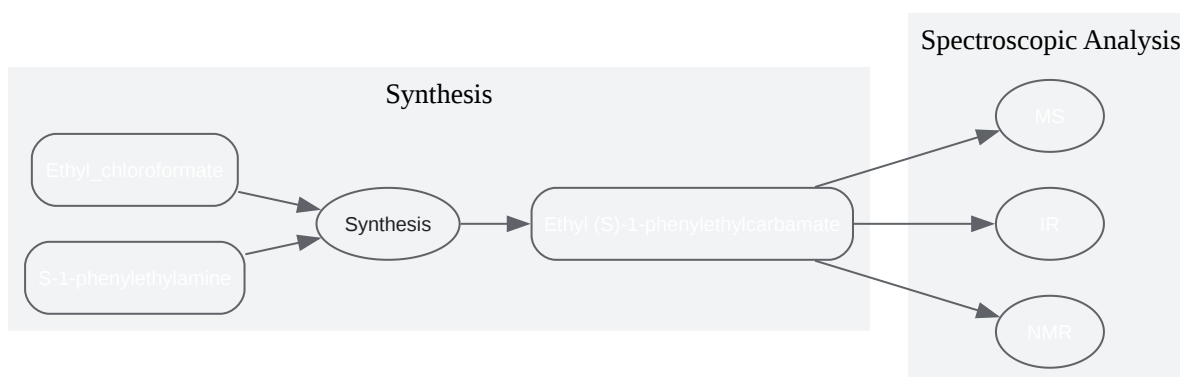 Spectroscopic Analysis
Synthesis
MS
Ethyl_chloroformate
Synthesis
Ethyl (S)-1-phenylethylcarbamate
IR
S-1-phenylethylamine
NMR